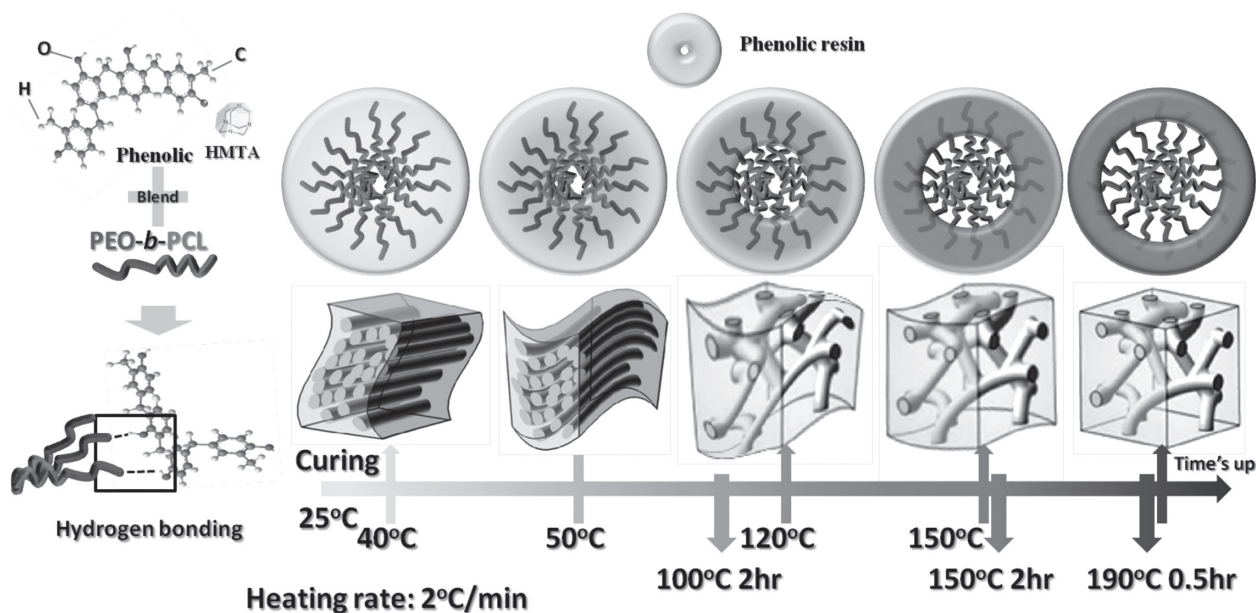 Phenolic resin
O
C
H
Phenolic
HMTA
Blend
PEO-b-PCL
Hydrogen bonding
Curing
Time's up
25°C
40°C
50°C
120°C
150°C
100°C 2hr
150°C 2hr
190°C 0.5hr
Heating rate: 2°C/min